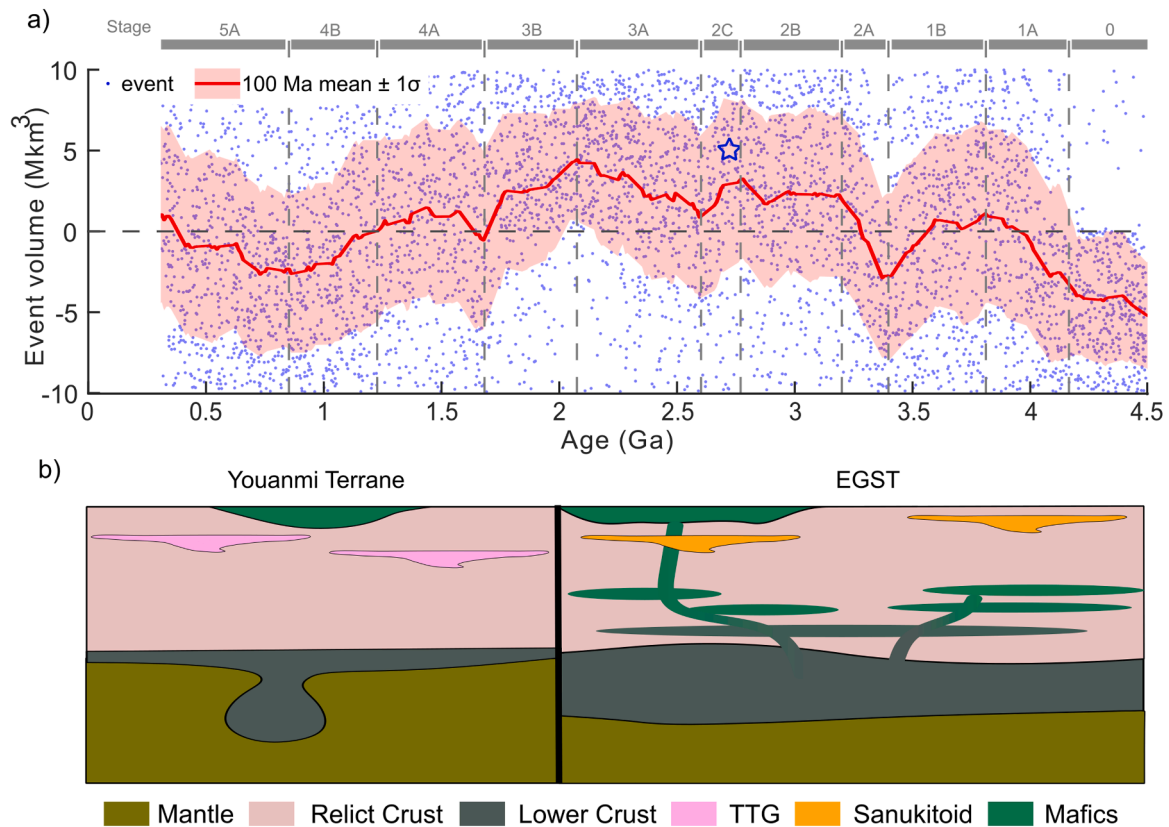 a)
Stage 5A 4B 4A 3B 3A 2C 2B 2A 1B 1A 0
event 100 Ma mean ± 1σ
10
5
0
-5
-10
Event volume (Mkm³)
0 0.5 1 1.5 2 2.5 3 3.5 4 4.5
Age (Ga)
b)
Youanmi Terrane EGST
Mantle Relict Crust Lower Crust TTG Sanukitoid Mafics